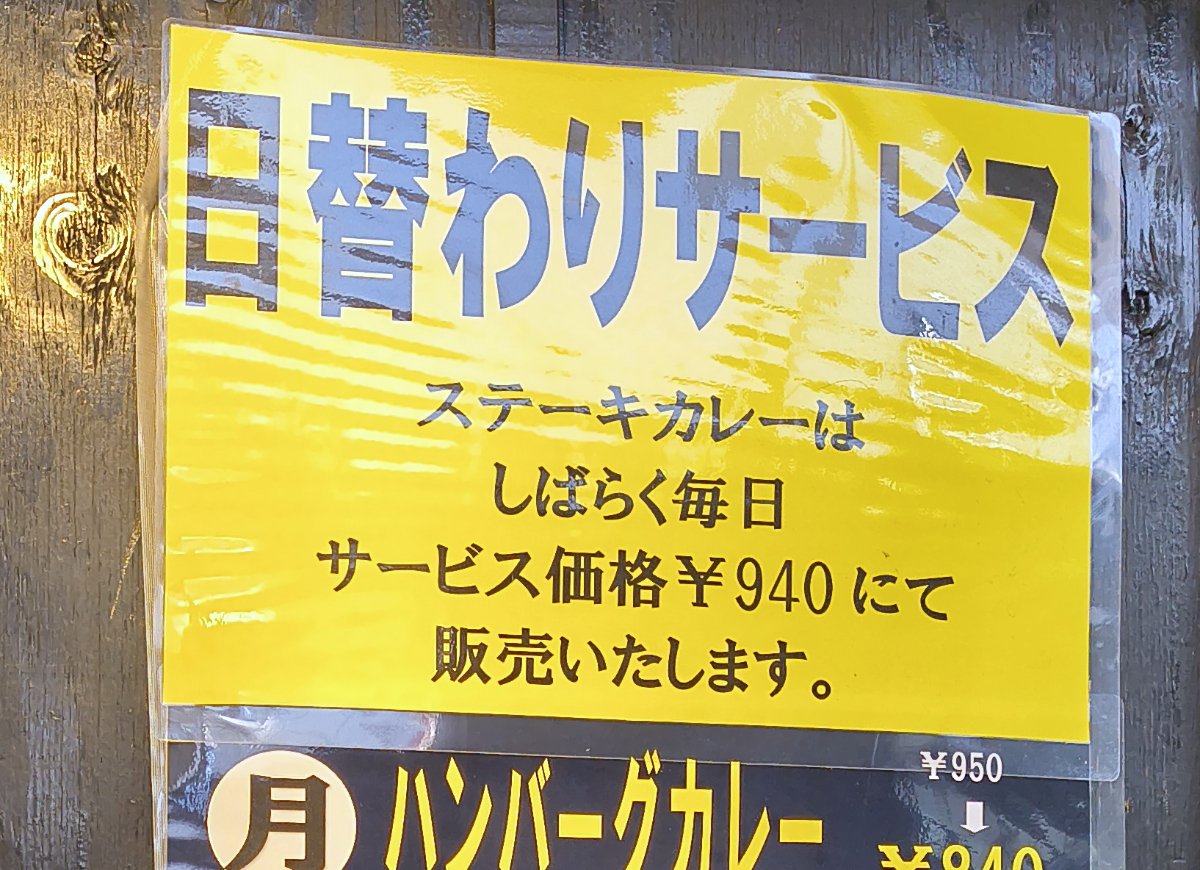 日替わりサービス
ステーキカレーは
しばらく毎日
サービス価格¥940にて
販売いたします。
¥950
月 ハンバーグカレー ¥840